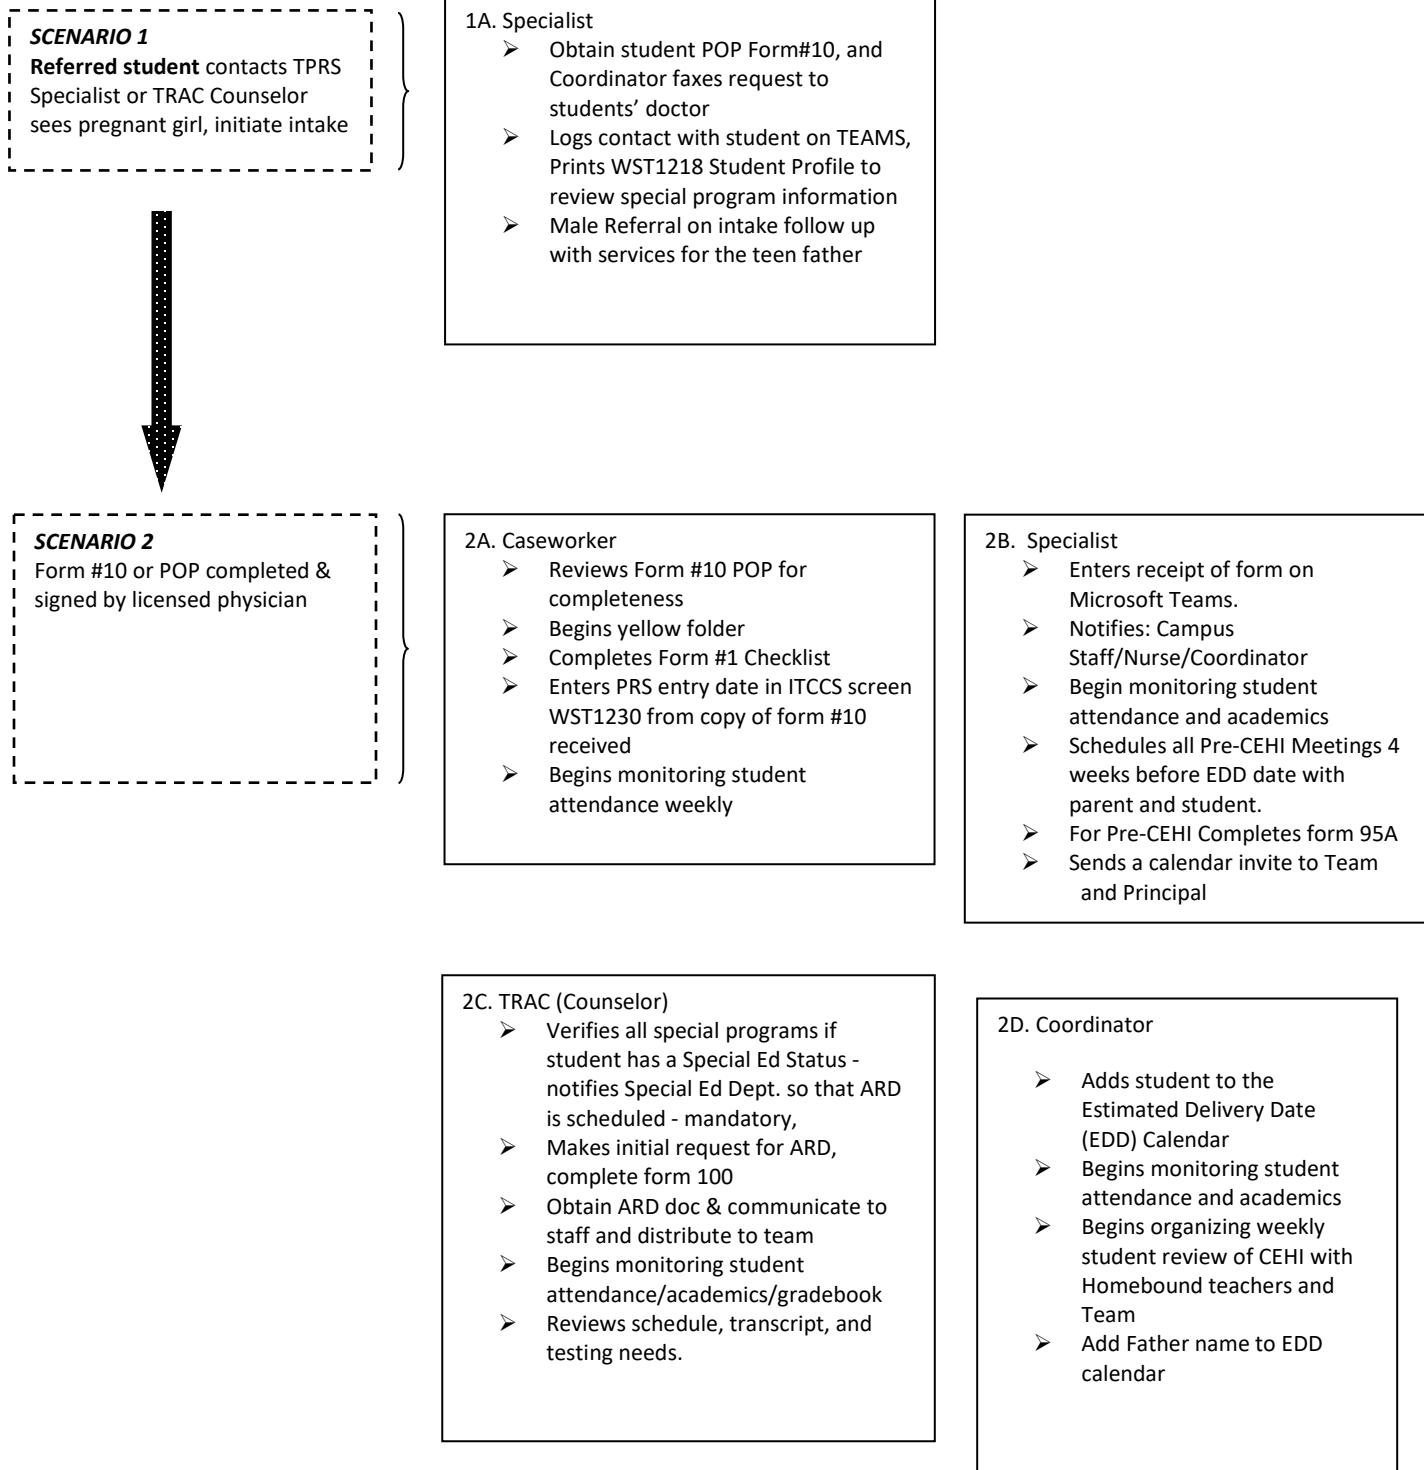 SCENARIO 1
Referred student contacts TPRS
Specialist or TRAC Counselor
sees pregnant girl, initiate intake
1A. Specialist
➢ Obtain student POP Form#10, and
Coordinator faxes request to
students’ doctor
➢ Logs contact with student on TEAMS,
Prints WST1218 Student Profile to
review special program information
➢ Male Referral on intake follow up
with services for the teen father
SCENARIO 2
Form #10 or POP completed &
signed by licensed physician
2A. Caseworker
➢ Reviews Form #10 POP for
completeness
➢ Begins yellow folder
➢ Completes Form #1 Checklist
➢ Enters PRS entry date in ITCCS screen
WST1230 from copy of form #10
received
➢ Begins monitoring student
attendance weekly
2B. Specialist
➢ Enters receipt of form on
Microsoft Teams.
➢ Notifies: Campus
Staff/Nurse/Coordinator
➢ Begin monitoring student
attendance and academics
➢ Schedules all Pre-CEHI Meetings 4
weeks before EDD date with
parent and student.
➢ For Pre-CEHI Completes form 95A
➢ Sends a calendar invite to Team
and Principal
2C. TRAC (Counselor)
➢ Verifies all special programs if
student has a Special Ed Status -
notifies Special Ed Dept. so that ARD
is scheduled - mandatory,
➢ Makes initial request for ARD,
complete form 100
➢ Obtain ARD doc & communicate to
staff and distribute to team
➢ Begins monitoring student
attendance/academics/gradebook
➢ Reviews schedule, transcript, and
testing needs.
2D. Coordinator
➢ Adds student to the
Estimated Delivery Date
(EDD) Calendar
➢ Begins monitoring student
attendance and academics
➢ Begins organizing weekly
student review of CEHI with
Homebound teachers and
Team
➢ Add Father name to EDD
calendar